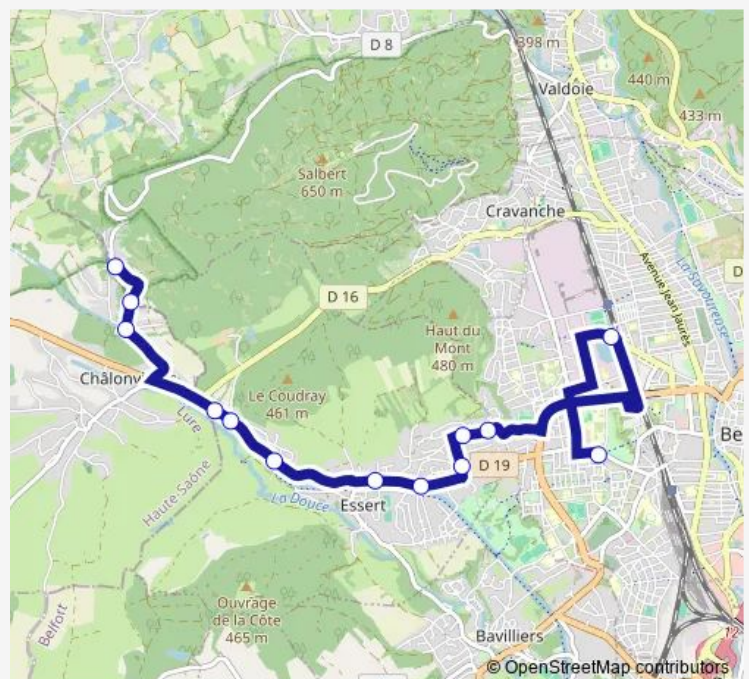 D 8
398 m
440 m
Valdoie
433 m
Salbert
650 m
Cravanche
D
D 16
Avenue Jean Jaurès
La Savoureuse
Haut du
Mont
480 m
Châlonv
Le Coudray
461 m
Lure
Be
D 19
Haute Saône
La Douce
Essert
Ouvrage
de la Côte
465 m
Belfort
Bavilliers
12
© OpenStreetMap contributors